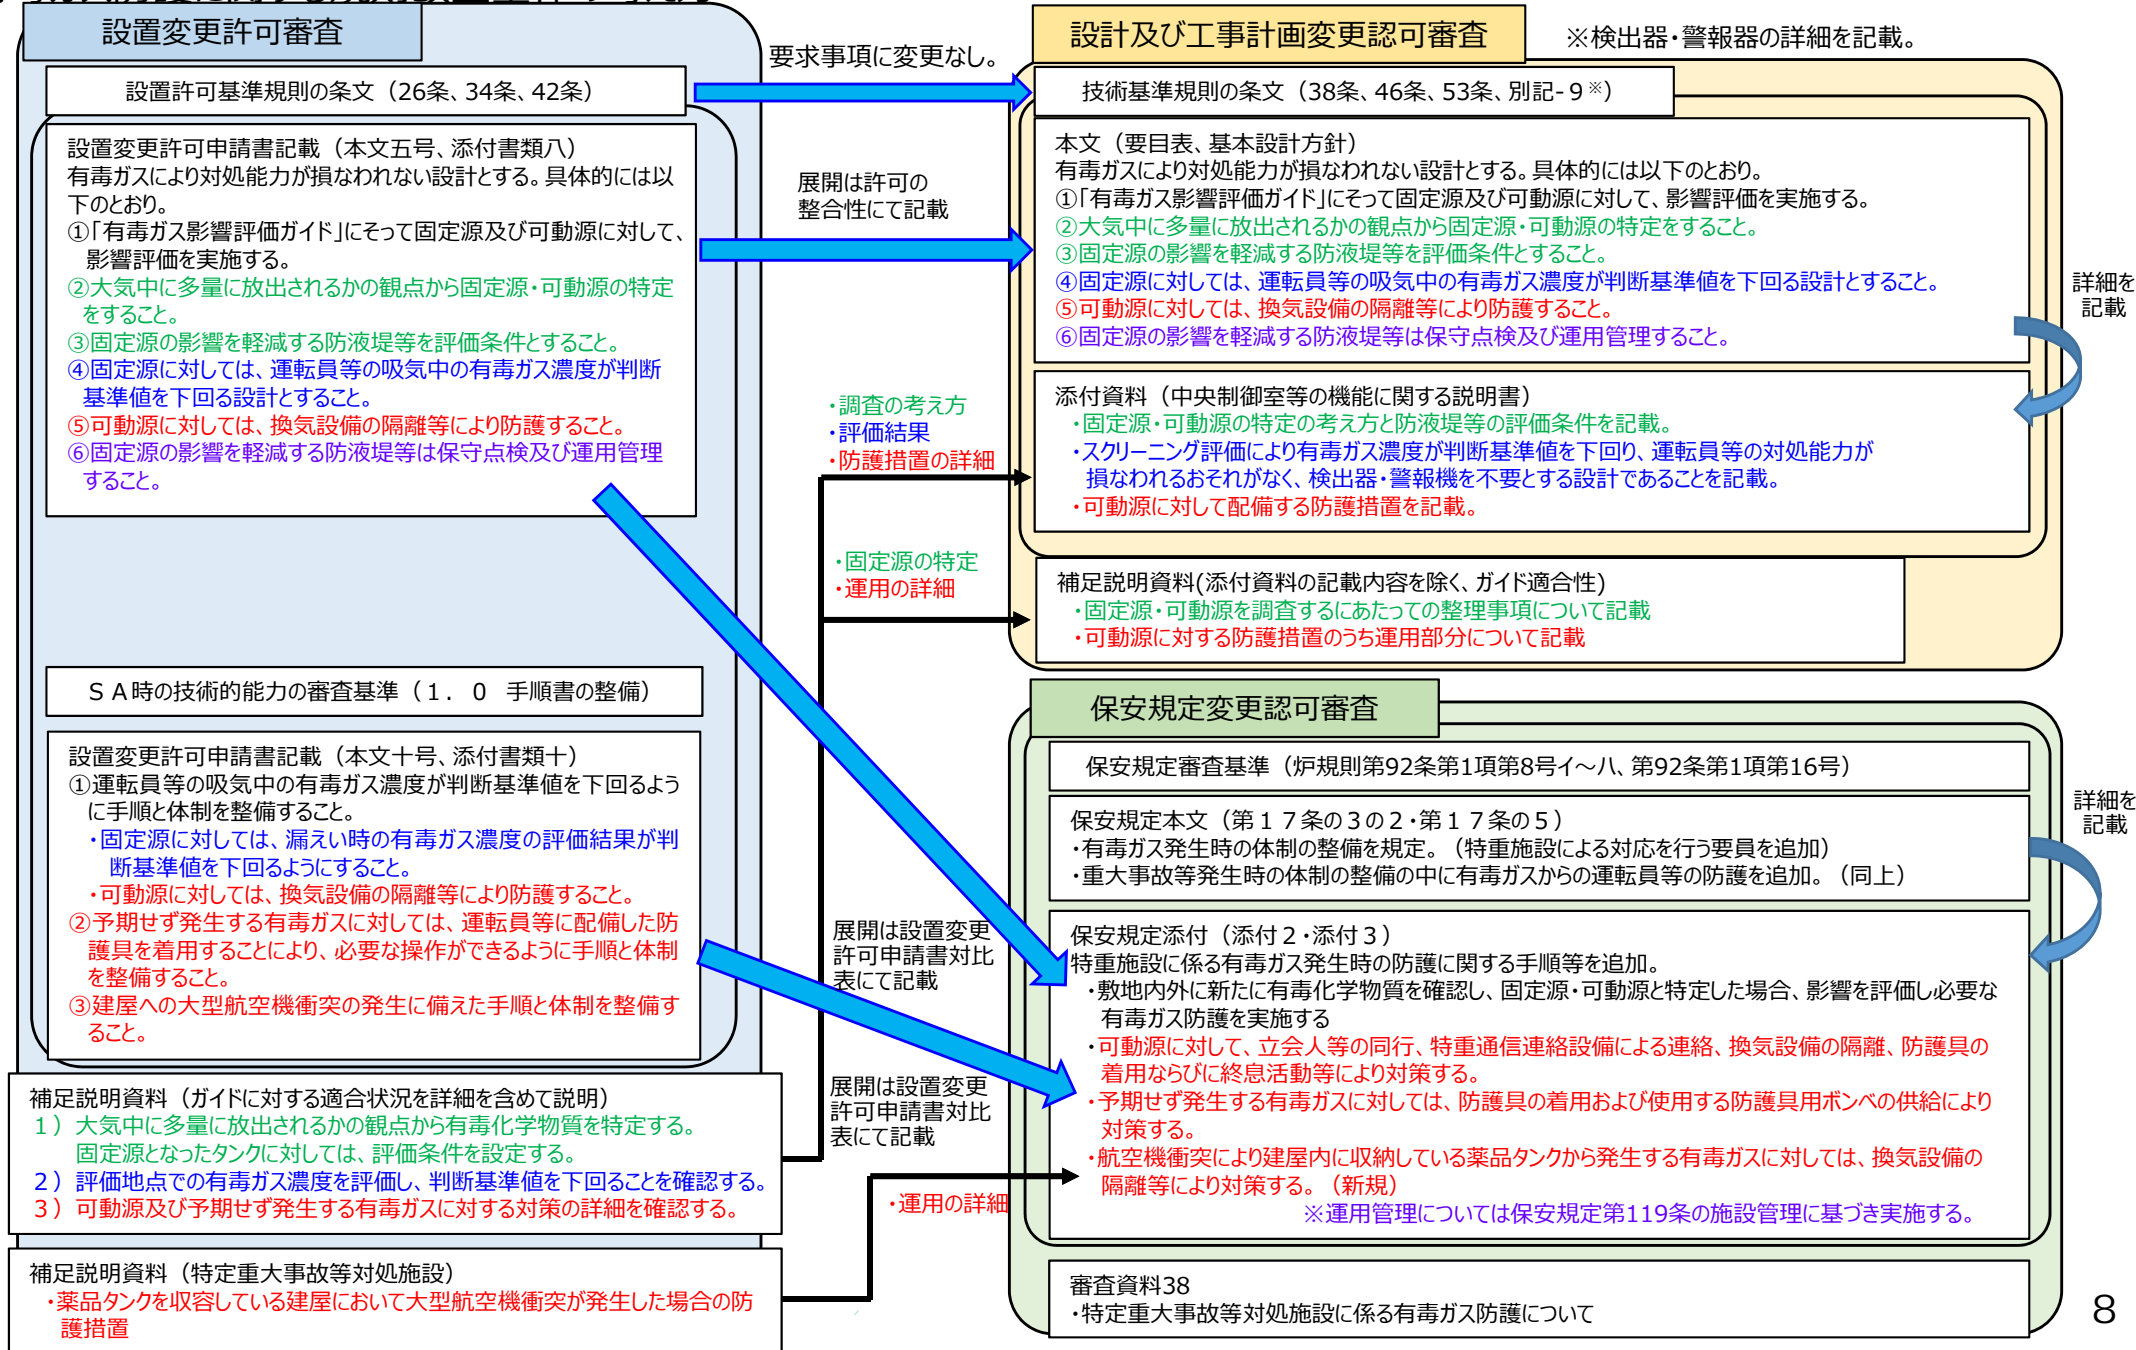 設置変更許可審査
設置許可基準規則の条文（26条、34条、42条）
設置変更許可申請書記載（本文五号、添付書類八）
有毒ガスにより対処能力が損なわれない設計とする。具体的には以
下のとおり。
①「有毒ガス影響評価ガイド」にそって固定源及び可動源に対して、
影響評価を実施する。
②大気中に多量に放出されるかの観点から固定源・可動源の特定
をすること。
③固定源の影響を軽減する防液堤等を評価条件とすること。
④固定源に対しては、運転員等の吸気中の有毒ガス濃度が判断
基準値を下回る設計とすること。
⑤可動源に対しては、換気設備の隔離等により防護すること。
⑥固定源の影響を軽減する防液堤等は保守点検及び運用管理
すること。
ＳＡ時の技術的能力の審査基準（１．０　手順書の整備）
設置変更許可申請書記載（本文十号、添付書類十）
①運転員等の吸気中の有毒ガス濃度が判断基準値を下回るよう
に手順と体制を整備すること。
・固定源に対しては、漏えい時の有毒ガス濃度の評価結果が判
断基準値を下回るようにすること。
・可動源に対しては、換気設備の隔離等により防護すること。
②予期せず発生する有毒ガスに対しては、運転員等に配備した防
護具を着用することにより、必要な操作ができるように手順と体制
を整備すること。
③建屋への大型航空機衝突の発生に備えた手順と体制を整備す
ること。
補足説明資料（ガイドに対する適合状況を詳細を含めて説明）
１）大気中に多量に放出されるかの観点から有毒化学物質を特定する。
固定源となったタンクに対しては、評価条件を設定する。
２）評価地点での有毒ガス濃度を評価し、判断基準値を下回ることを確認する。
３）可動源及び予期せず発生する有毒ガスに対する対策の詳細を確認する。
補足説明資料（特定重大事故等対処施設）
・薬品タンクを収容している建屋において大型航空機衝突が発生した場合の防
護措置
要求事項に変更なし。
展開は許可の
整合性にて記載
・調査の考え方
・評価結果
・防護措置の詳細
・固定源の特定
・運用の詳細
展開は設置変更
許可申請書対比
表にて記載
展開は設置変更
許可申請書対比
表にて記載
・運用の詳細
設計及び工事計画変更認可審査
※検出器・警報器の詳細を記載。
技術基準規則の条文（38条、46条、53条、別記-９※）
本文（要目表、基本設計方針）
有毒ガスにより対処能力が損なわれない設計とする。具体的には以下のとおり。
①「有毒ガス影響評価ガイド」にそって固定源及び可動源に対して、影響評価を実施する。
②大気中に多量に放出されるかの観点から固定源・可動源の特定をすること。
③固定源の影響を軽減する防液堤等を評価条件とすること。
④固定源に対しては、運転員等の吸気中の有毒ガス濃度が判断基準値を下回る設計とすること。
⑤可動源に対しては、換気設備の隔離等により防護すること。
⑥固定源の影響を軽減する防液堤等は保守点検及び運用管理すること。
詳細を
記載
添付資料（中央制御室等の機能に関する説明書）
・固定源・可動源の特定の考え方と防液堤等の評価条件を記載。
・スクリーニング評価により有毒ガス濃度が判断基準値を下回り、運転員等の対処能力が
損なわれるおそれがなく、検出器・警報機を不要とする設計であることを記載。
・可動源に対して配備する防護措置を記載。
補足説明資料(添付資料の記載内容を除く、ガイド適合性)
・固定源・可動源を調査するにあたっての整理事項について記載
・可動源に対する防護措置のうち運用部分について記載
保安規定変更認可審査
保安規定審査基準（炉規則第92条第1項第8号イ～ハ、第92条第1項第16号）
保安規定本文（第１７条の３の２・第１７条の５）
・有毒ガス発生時の体制の整備を規定。（特重施設による対応を行う要員を追加）
・重大事故等発生時の体制の整備の中に有毒ガスからの運転員等の防護を追加。（同上）
詳細を
記載
保安規定添付（添付２・添付３）
特重施設に係る有毒ガス発生時の防護に関する手順等を追加。
・敷地内外に新たに有毒化学物質を確認し、固定源・可動源と特定した場合、影響を評価し必要な
有毒ガス防護を実施する
・可動源に対して、立会人等の同行、特重通信連絡設備による連絡、換気設備の隔離、防護具の
着用ならびに終息活動等により対策する。
・予期せず発生する有毒ガスに対しては、防護具の着用および使用する防護具用ボンベの供給により
対策する。
・航空機衝突により建屋内に収納している薬品タンクから発生する有毒ガスに対しては、換気設備の
隔離等により対策する。（新規）
※運用管理については保安規定第119条の施設管理に基づき実施する。
審査資料38
・特定重大事故等対処施設に係る有毒ガス防護について
8